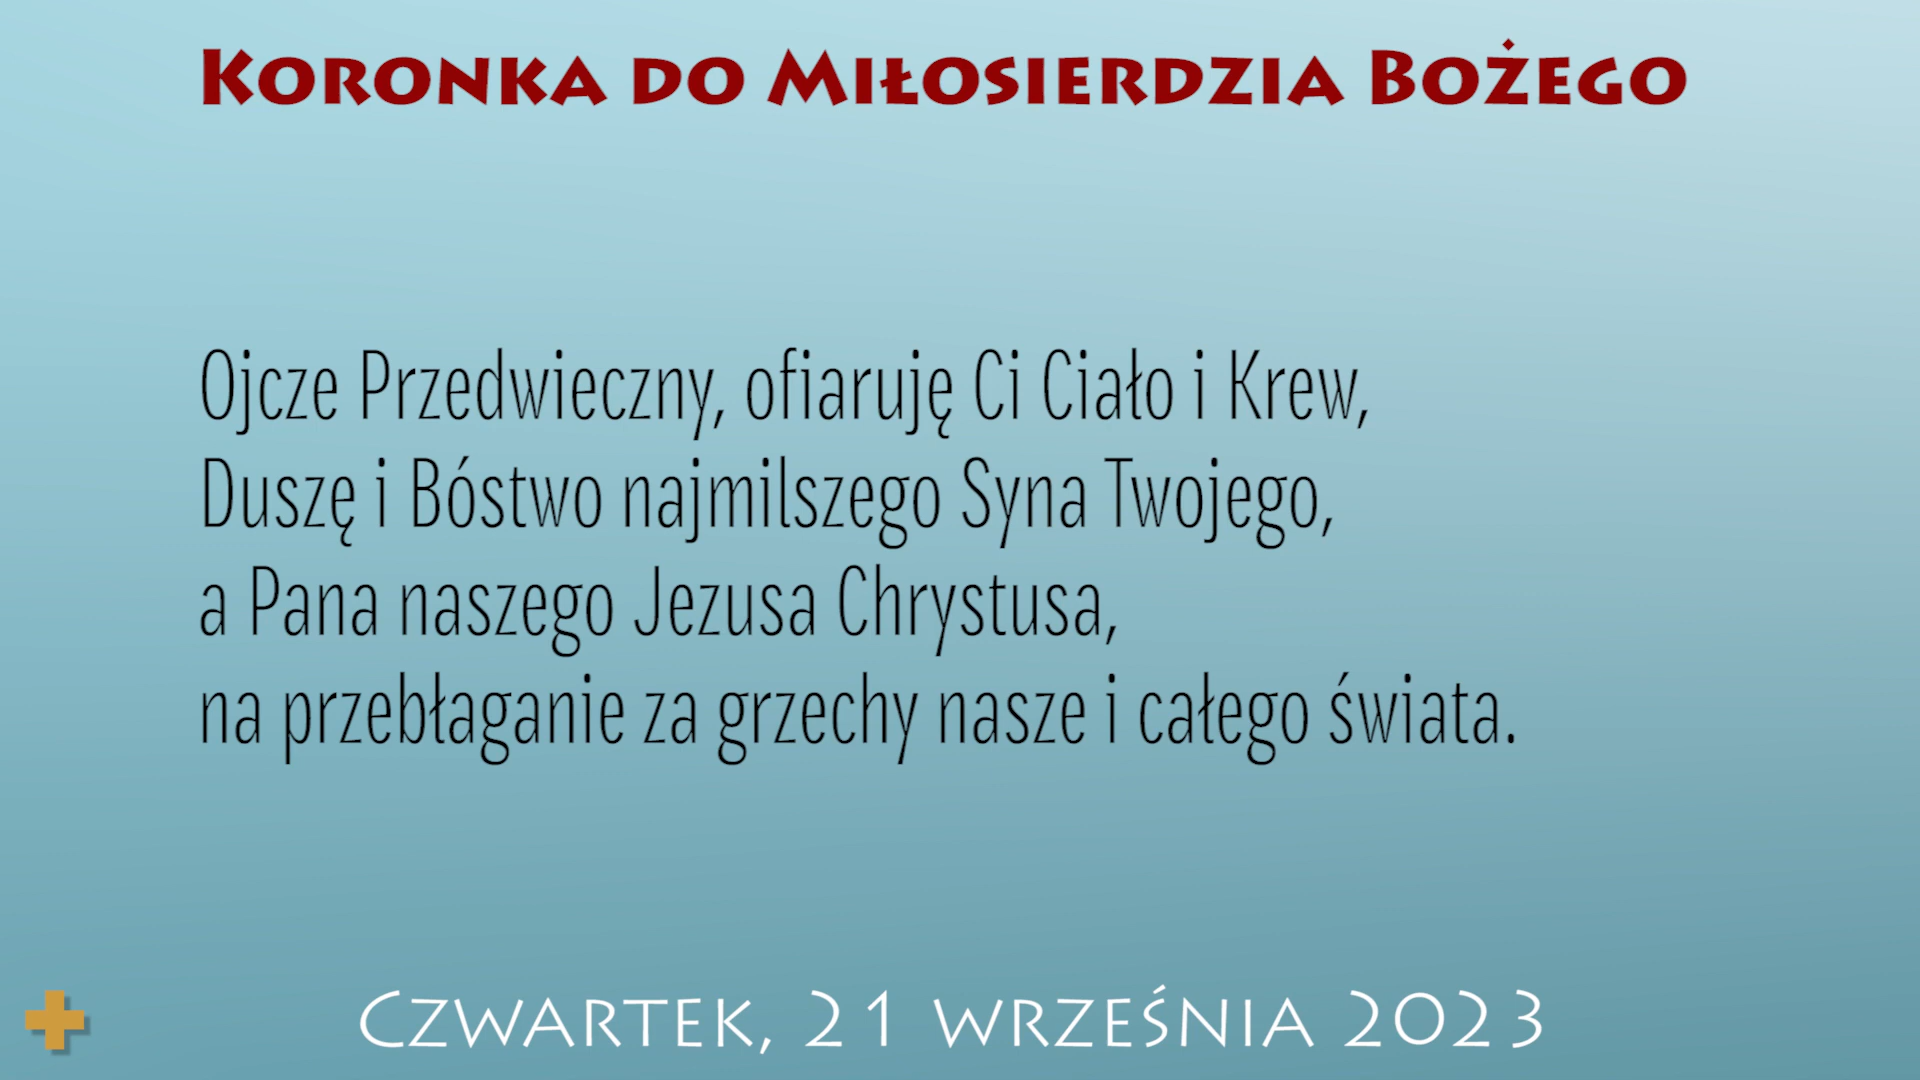 Koronka do Miłosierdzia Bożego
Ojcze Przedwieczny, ofiaruję Ci Ciało i Krew,
Duszę i Bóstwo najmilszego Syna Twojego,
a Pana naszego Jezusa Chrystusa,
na przebłaganie za grzechy nasze i całego świata.
Czwartek, 21 września 2023